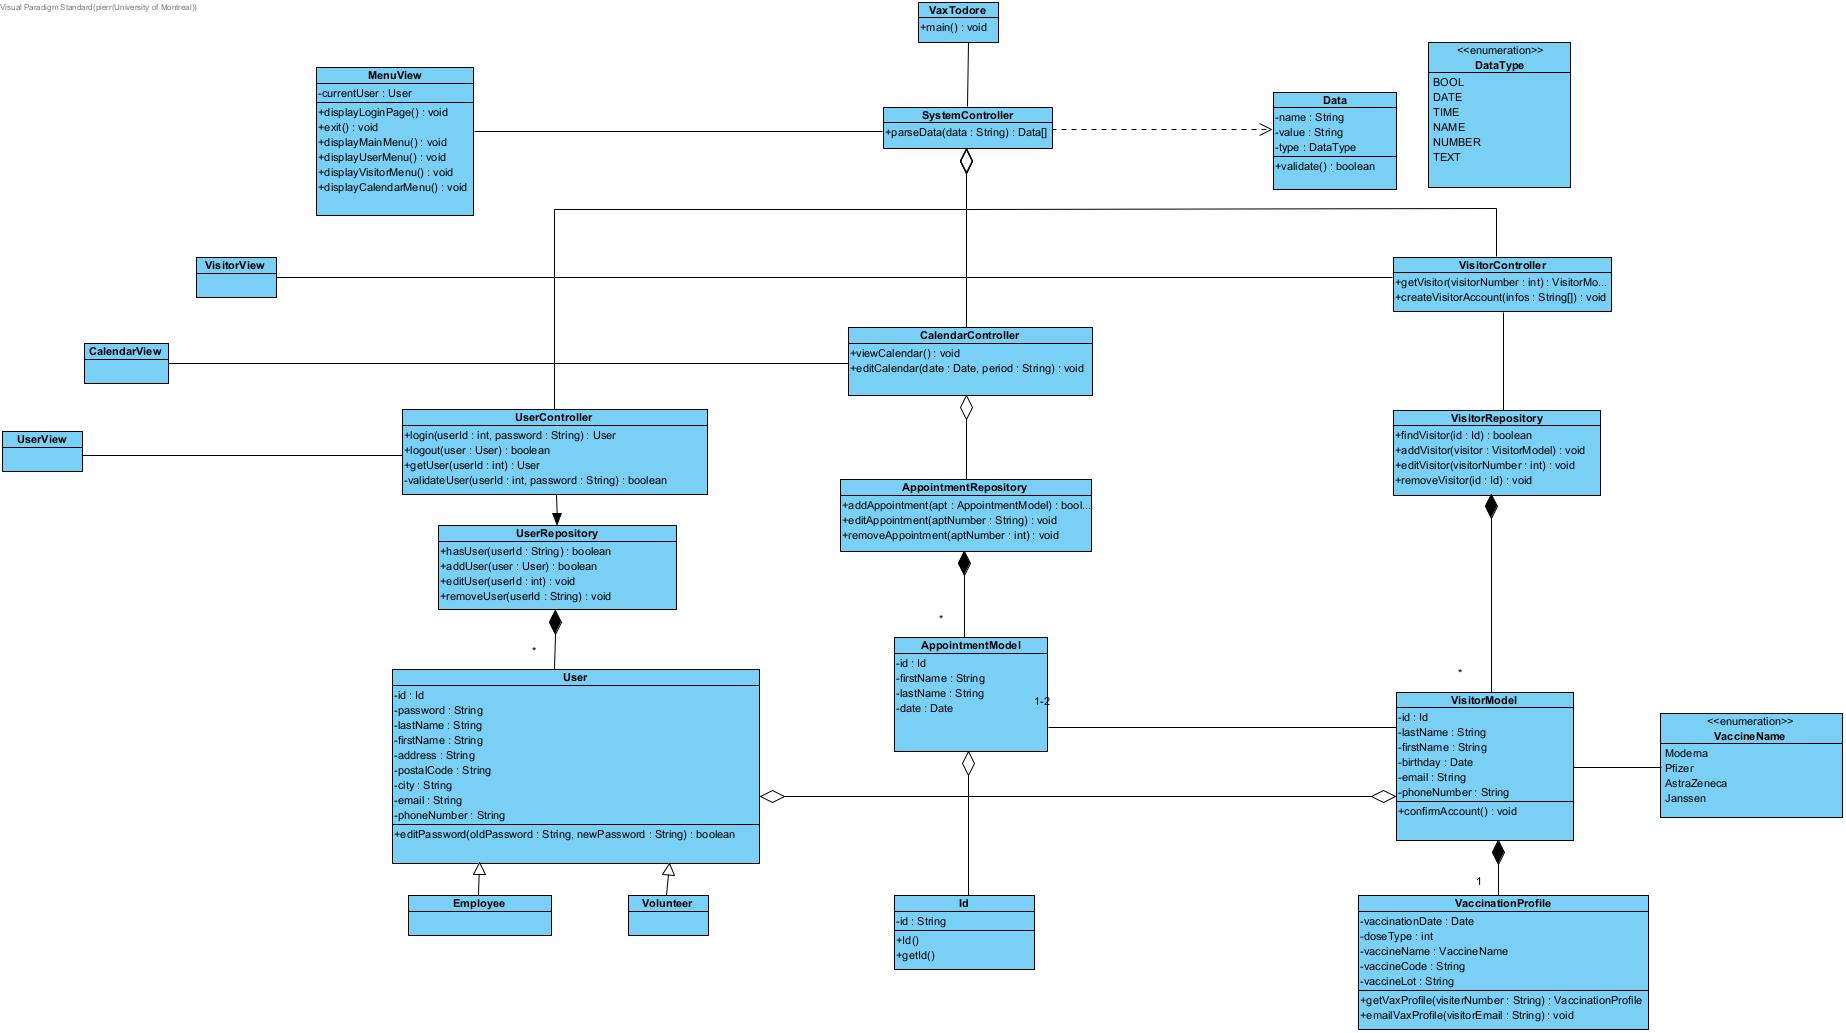 Visual Paradigm Standard(pierr(University of Montreal))
VaxTodore
+main() : void
MenuView
-currentUser : User
+displayLoginPage() : void
+exit() : void
+displayMainMenu() : void
+displayUserMenu() : void
+displayVisitorMenu() : void
+displayCalendarMenu() : void
SystemController
+parseData(data : String) : Data[]
Data
-name : String
-value : String
-type : DataType
+validate() : boolean
<<enumeration>>
DataType
BOOL
DATE
TIME
NAME
NUMBER
TEXT
VisitorView
VisitorController
+getVisitor(visitorNumber : int) : VisitorMo...
+createVisitorAccount(infos : String[]) : void
CalendarView
CalendarController
+viewCalendar() : void
+editCalendar(date : Date, period : String) : void
UserView
UserController
+login(userId : int, password : String) : User
+logout(user : User) : boolean
+getUser(userId : int) : User
-validateUser(userId : int, password : String) : boolean
VisitorRepository
+findVisitor(id : Id) : boolean
+addVisitor(visitor : VisitorModel) : void
+editVisitor(visitorNumber : int) : void
+removeVisitor(id : Id) : void
AppointmentRepository
+addAppointment(apt : AppointmentModel) : bool...
+editAppointment(aptNumber : String) : void
+removeAppointment(aptNumber : int) : void
UserRepository
+hasUser(userId : String) : boolean
+addUser(user : User) : boolean
+editUser(userId : int) : void
+removeUser(userId : String) : void
*
*
*
User
-id : Id
-password : String
-lastName : String
-firstName : String
-address : String
-postalCode : String
-city : String
-email : String
-phoneNumber : String
+editPassword(oldPassword : String, newPassword : String) : boolean
AppointmentModel
-id : Id
-firstName : String
-lastName : String
-date : Date
1-2
VisitorModel
-id : Id
-lastName : String
-firstName : String
-birthday : Date
-email : String
-phoneNumber : String
+confirmAccount() : void
<<enumeration>>
VaccineName
Moderna
Pfizer
AstraZeneca
Janssen
1
Employee
Volunteer
Id
-id : String
+Id()
+getId()
VaccinationProfile
-vaccinationDate : Date
-doseType : int
-vaccineName : VaccineName
-vaccineCode : String
-vaccineLot : String
+getVaxProfile(visiterNumber : String) : VaccinationProfile
+emailVaxProfile(visitorEmail : String) : void